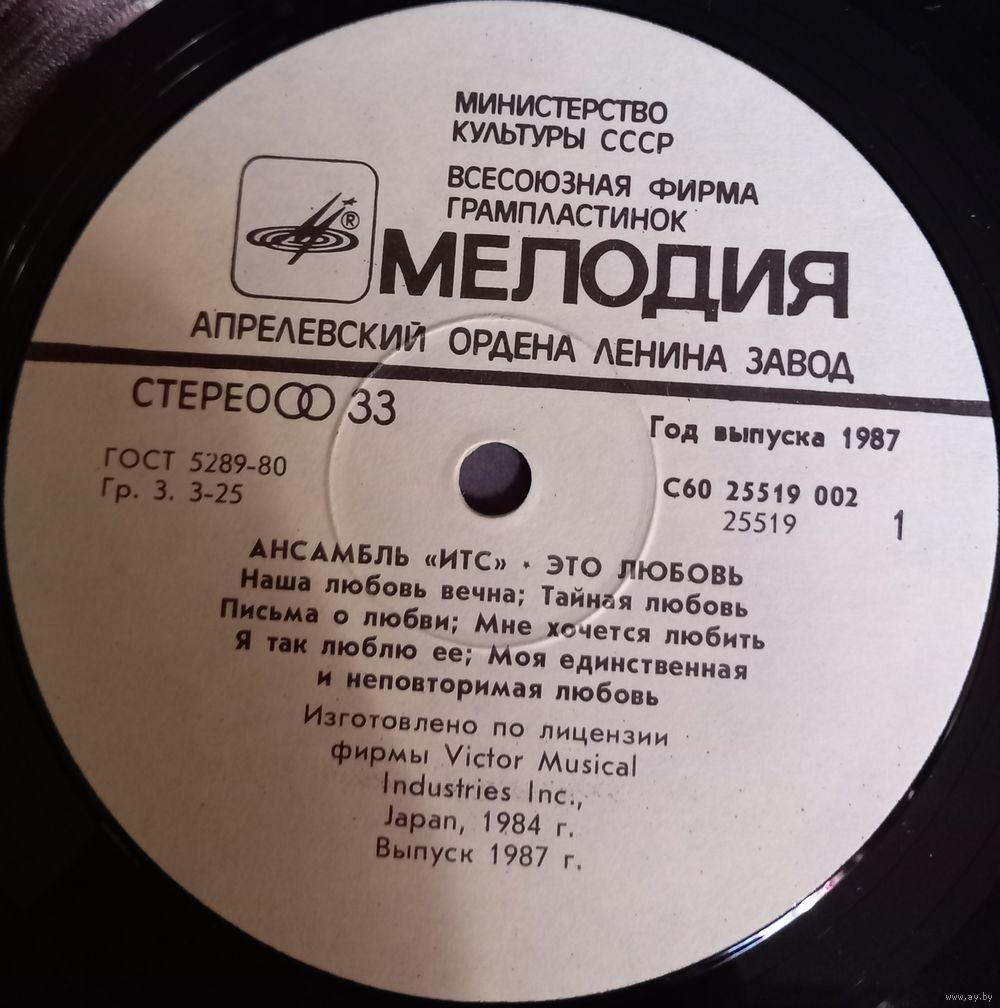 МИНИСТЕРСТВО
КУЛЬТУРЫ СССР
ВСЕСОЮЗНАЯ ФИРМА
ГРАМПЛАСТИНОК
®
МЕЛОДИЯ
АПРЕЛЕВСКИЙ ОРДЕНА ЛЕНИНА ЗАВОД
СТЕРЕО 33
Год выпуска 1987
ГОСТ 5289-80
Гр. 3. 3-25
С60 25519 002
25519
1
АНСАМБЛЬ «ИТС» · ЭТО ЛЮБОВЬ
Наша любовь вечна; Тайная любовь
Письма о любви; Мне хочется любить
Я так люблю ее; Моя единственная
и неповторимая любовь
Изготовлено по лицензии
фирмы Victor Musical
Industries Inc.,
Japan, 1984 г.
Выпуск 1987 г.
www.ay.by